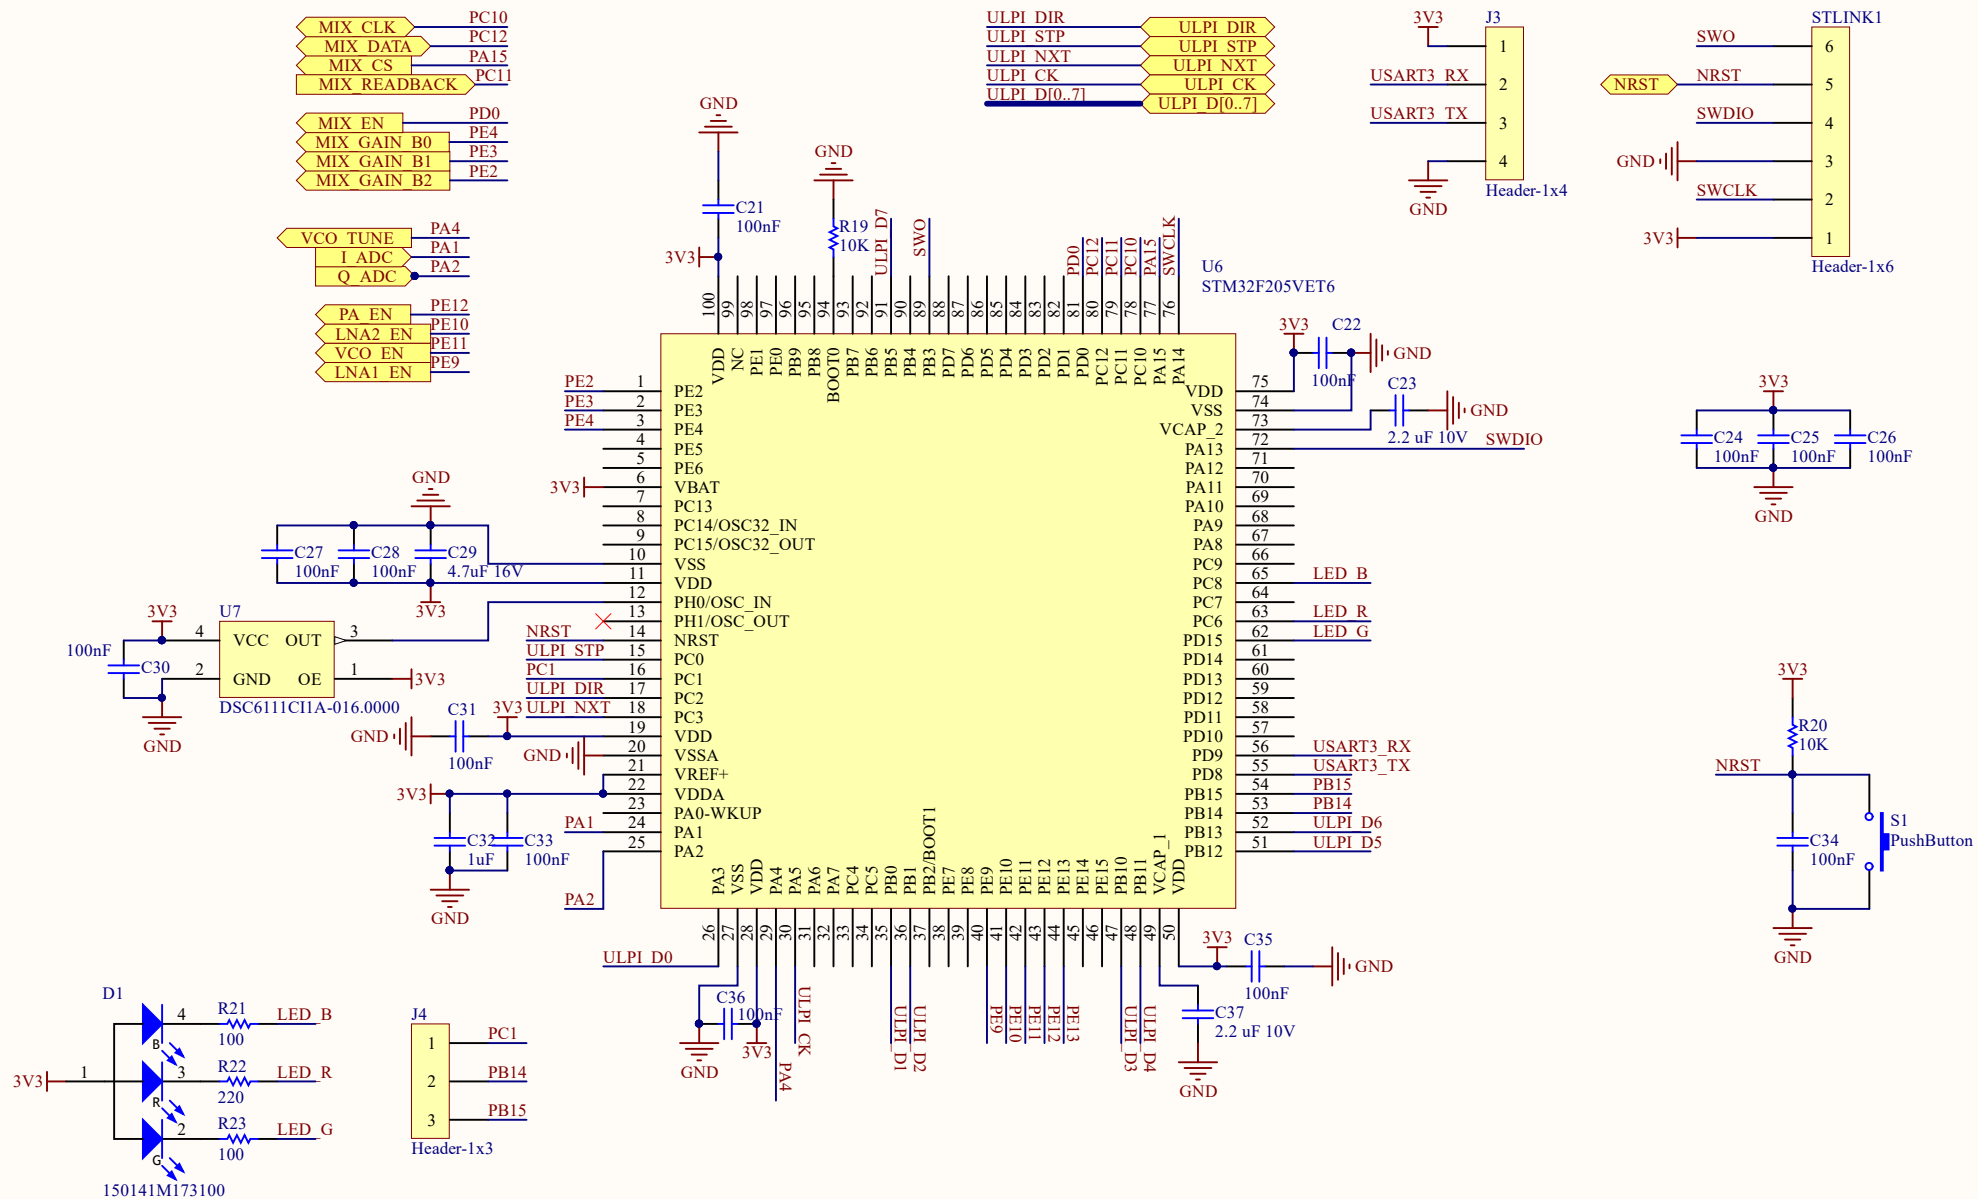 MIX_CLK PC10
MIX_DATA PC12
MIX_CS PA15
MIX_READBACK PC11
MIX_EN PD0
MIX_GAIN_B0 PE4
MIX_GAIN_B1 PE3
MIX_GAIN_B2 PE2
VCO_TUNE PA4
I_ADC PA1
Q_ADC PA2
PA_EN PE12
LNA2_EN PE10
VCO_EN PE11
LNA1_EN PE9
ULPI_DIR ULPI_DIR
ULPI_STP ULPI_STP
ULPI_NXT ULPI_NXT
ULPI_CK ULPI_CK
ULPI_D[0..7] ULPI_D[0..7]
3V3 J3
1
USART3_RX 2
USART3_TX 3
4
GND Header-1x4
STLINK1
SWO 6
NRST NRST 5
SWDIO 4
GND 3
SWCLK 2
3V3 1
Header-1x6
GND
C21
100nF
3V3
GND
R19
10K
ULPI_D7
SWO
PD0
PC12
PC11
PC10
PA15
SWCLK
U6
STM32F205VET6
100 VDD
99 NC
98 PE1
97 PE0
96 PB9
95 PB8
94 BOOT0
93 PB7
92 PB6
91 PB5
90 PB4
89 PB3
88 PD7
87 PD6
86 PD5
85 PD4
84 PD3
83 PD2
82 PD1
81 PD0
80 PC12
79 PC11
78 PC10
77 PA15
76 PA14
PE2 1 PE2
PE3 2 PE3
PE4 3 PE4
4 PE5
5 PE6
3V3 6 VBAT
7 PC13
8 PC14/OSC32_IN
9 PC15/OSC32_OUT
10 VSS
11 VDD
12 PH0/OSC_IN
13 PH1/OSC_OUT
NRST 14 NRST
ULPI_STP 15 PC0
PC1 16 PC1
ULPI_DIR 17 PC2
ULPI_NXT 18 PC3
19 VDD
GND 20 VSSA
21 VREF+
22 VDDA
23 PA0-WKUP
PA1 24 PA1
25 PA2
PA2
VDD 75
VSS 74
VCAP_2 73
PA13 72 SWDIO
PA12 71
PA11 70
PA10 69
PA9 68
PA8 67
PC9 66
PC8 65 LED_B
PC7 64
PC6 63 LED_R
PD15 62 LED_G
PD14 61
PD13 60
PD12 59
PD11 58
PD10 57
PD9 56 USART3_RX
PD8 55 USART3_TX
PB15 54 PB15
PB14 53 PB14
PB13 52 ULPI_D6
PB12 51 ULPI_D5
3V3 C22
GND
100nF
C23
GND
2.2 uF 10V
3V3
C24 C25 C26
100nF 100nF 100nF
GND
GND
C27 C28 C29
100nF 100nF 4.7uF 16V
3V3
3V3 U7
4 VCC OUT 3
100nF
C30
2 GND OE 1 3V3
DSC6111CI1A-016.0000
GND
C31 3V3
GND
100nF
3V3
C32 C33
1uF 100nF
GND
PA3 26
VSS 27
VDD 28
PA4 29
PA5 30
PA6 31
PA7 32
PC4 33
PC5 34
PB0 35
PB1 36
PB2/BOOT1 37
PE7 38
PE8 39
PE9 40
PE10 41
PE11 42
PE12 43
PE13 44
PE14 45
PE15 46
PB10 47
PB11 48
VCAP_1 49
VDD 50
ULPI_D0
C36
100nF
GND 3V3
PA4
ULPI_CK
ULPI_D1
ULPI_D2
PE9
PE10
PE11
PE12
PE13
ULPI_D3
ULPI_D4
3V3 C35
GND
100nF
C37
2.2 uF 10V
GND
3V3
R20
10K
NRST
S1
C34 PushButton
100nF
GND
D1
4 R21 LED_B
B 100
3V3 1 3 R22 LED_R
R 220
2 R23 LED_G
G 100
150141M173100
J4
1 PC1
2 PB14
3 PB15
Header-1x3